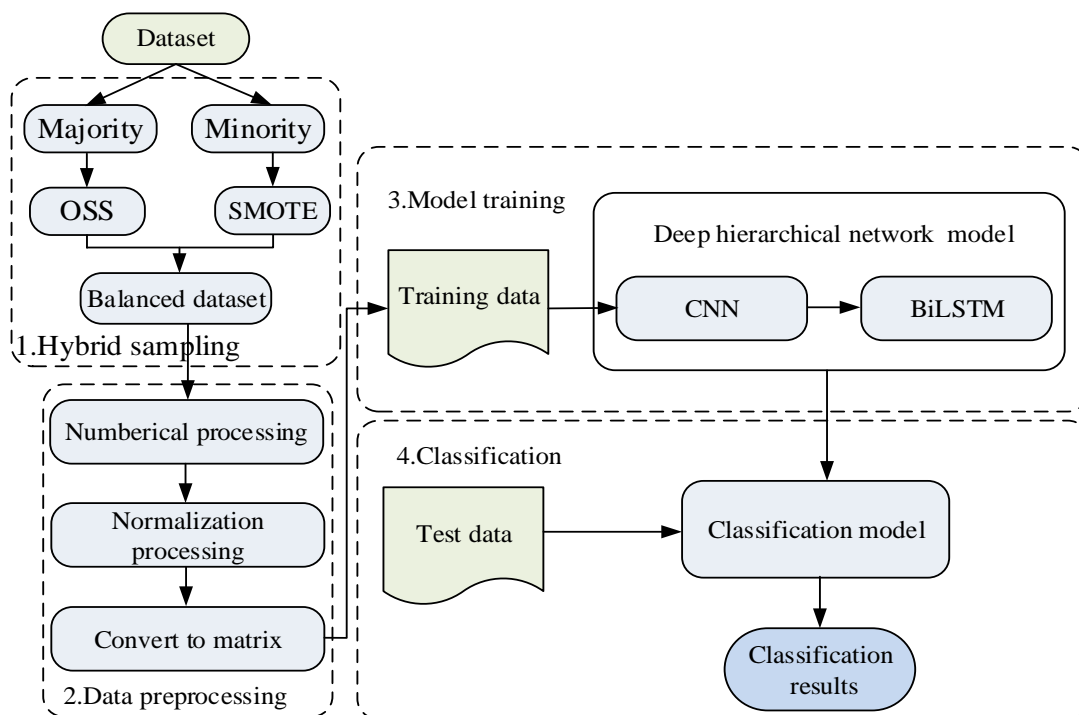 Dataset
Majority
Minority
OSS
SMOTE
Balanced dataset
1.Hybrid sampling
Numberical processing
Normalization
processing
Convert to matrix
2.Data preprocessing
3.Model training
Training data
Deep hierarchical network model
CNN
BiLSTM
4.Classification
Test data
Classification model
Classification
results